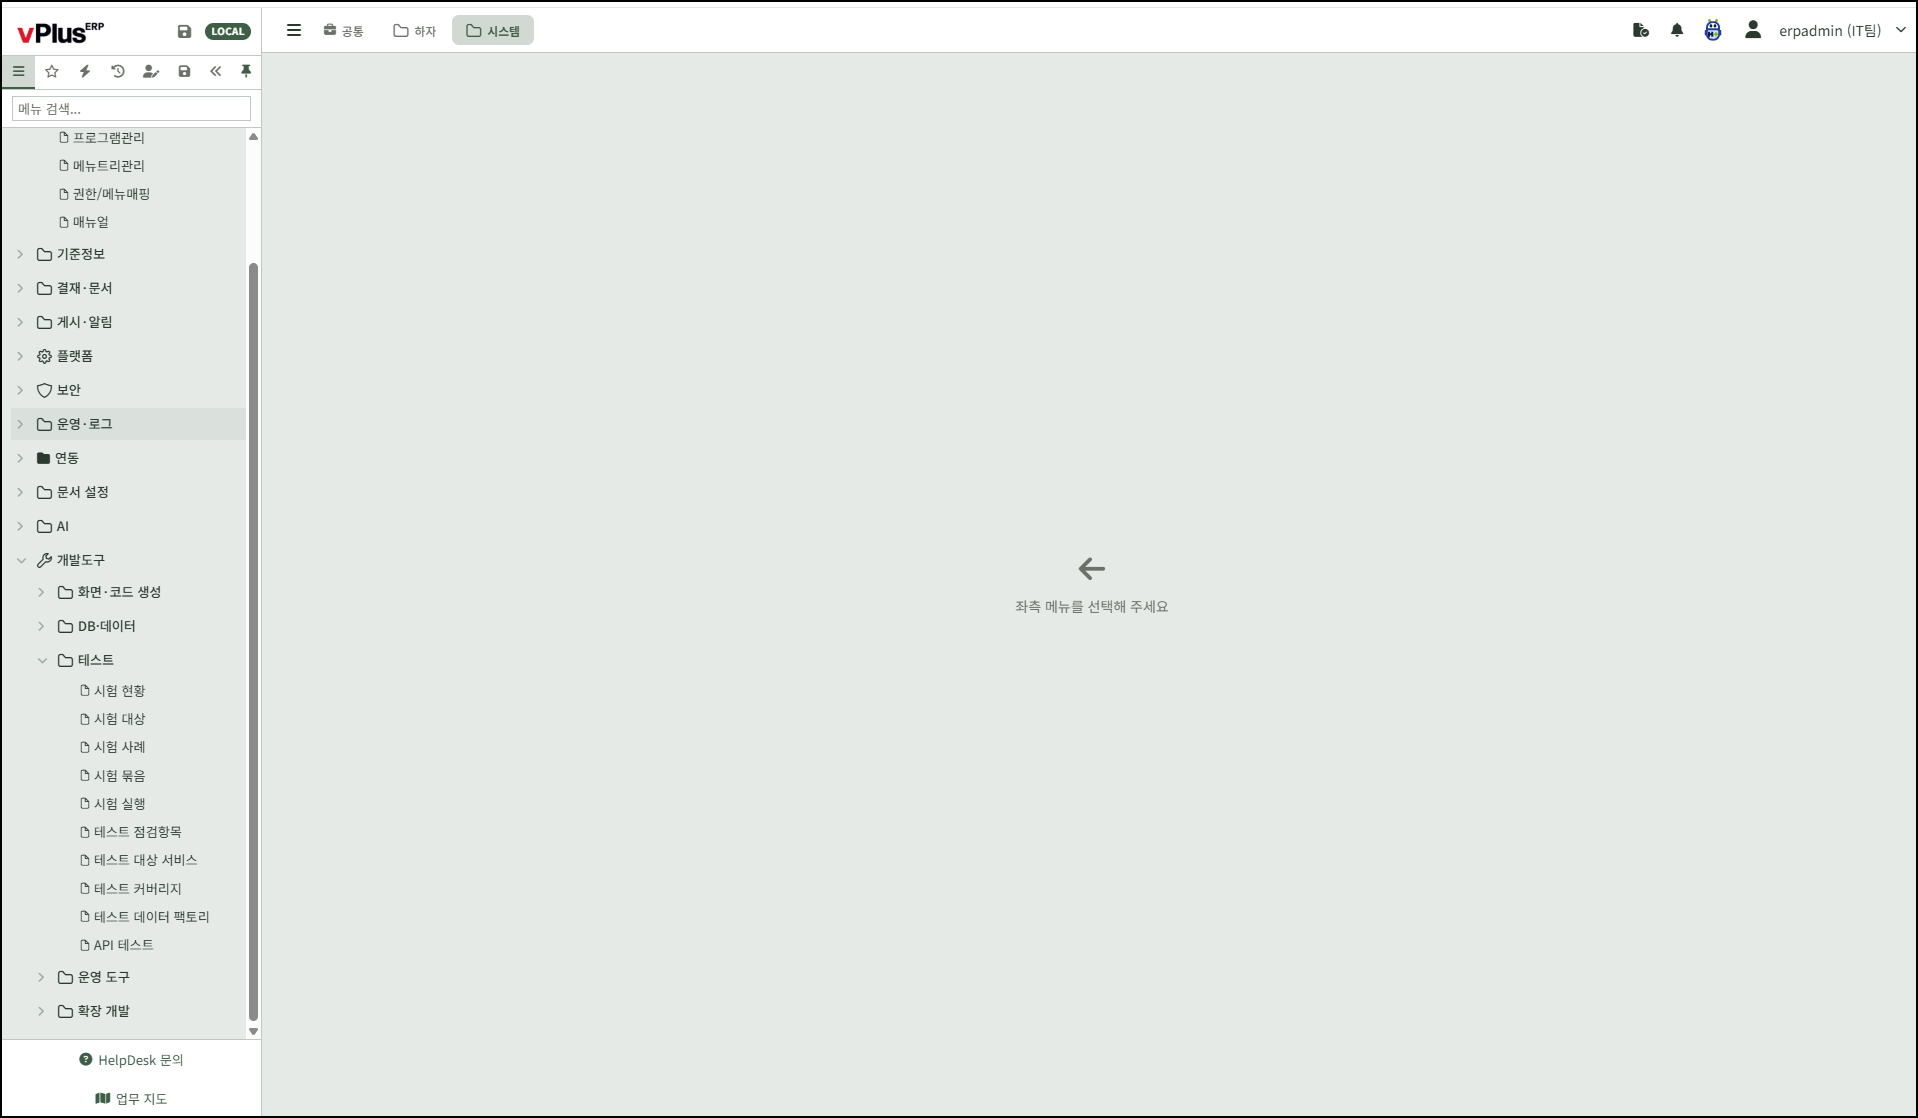 vPlus ERP
LOCAL
공통
하자
시스템
erpadmin (IT팀)
메뉴 검색...
프로그램관리
메뉴트리관리
권한/메뉴매핑
매뉴얼
기준정보
결재·문서
게시·알림
플랫폼
보안
운영·로그
연동
문서 설정
AI
개발도구
화면·코드 생성
DB·데이터
테스트
시험 현황
시험 대상
시험 사례
시험 묶음
시험 실행
테스트 점검항목
테스트 대상 서비스
테스트 커버리지
테스트 데이터 팩토리
API 테스트
운영 도구
확장 개발
HelpDesk 문의
업무 지도
좌측 메뉴를 선택해 주세요